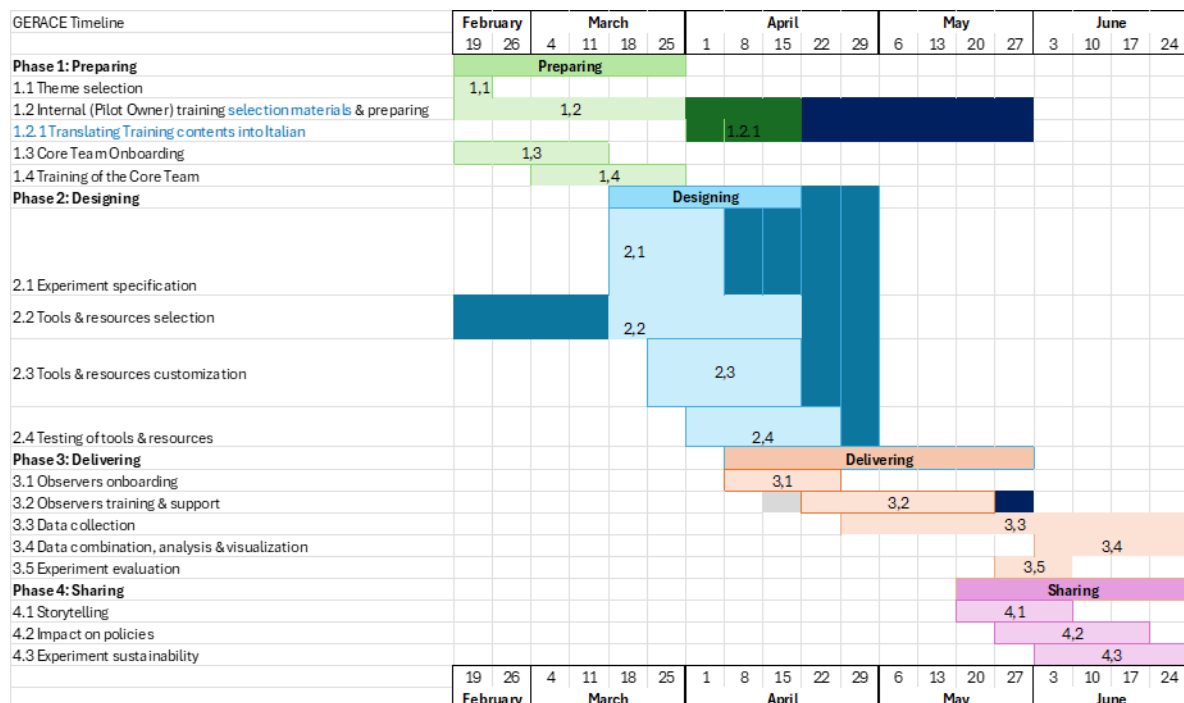 GERACE Timeline February March April May June
19 26 4 11 18 25 1 8 15 22 29 6 13 20 27 3 10 17 24
Phase 1: Preparing Preparing
1.1 Theme selection 1,1
1.2 Internal (Pilot Owner) training selection materials & preparing 1,2
1.2.1 Translating Training contents into Italian 1.2.1
1.3 Core Team Onboarding 1,3
1.4 Training of the Core Team 1,4
Phase 2: Designing Designing
2.1 Experiment specification 2,1
2.2 Tools & resources selection 2,2
2.3 Tools & resources customization 2,3
2.4 Testing of tools & resources 2,4
Phase 3: Delivering Delivering
3.1 Observers onboarding 3,1
3.2 Observers training & support 3,2
3.3 Data collection 3,3
3.4 Data combination, analysis & visualization 3,4
3.5 Experiment evaluation 3,5
Phase 4: Sharing Sharing
4.1 Storytelling 4,1
4.2 Impact on policies 4,2
4.3 Experiment sustainability 4,3
19 26 4 11 18 25 1 8 15 22 29 6 13 20 27 3 10 17 24
February March April May June